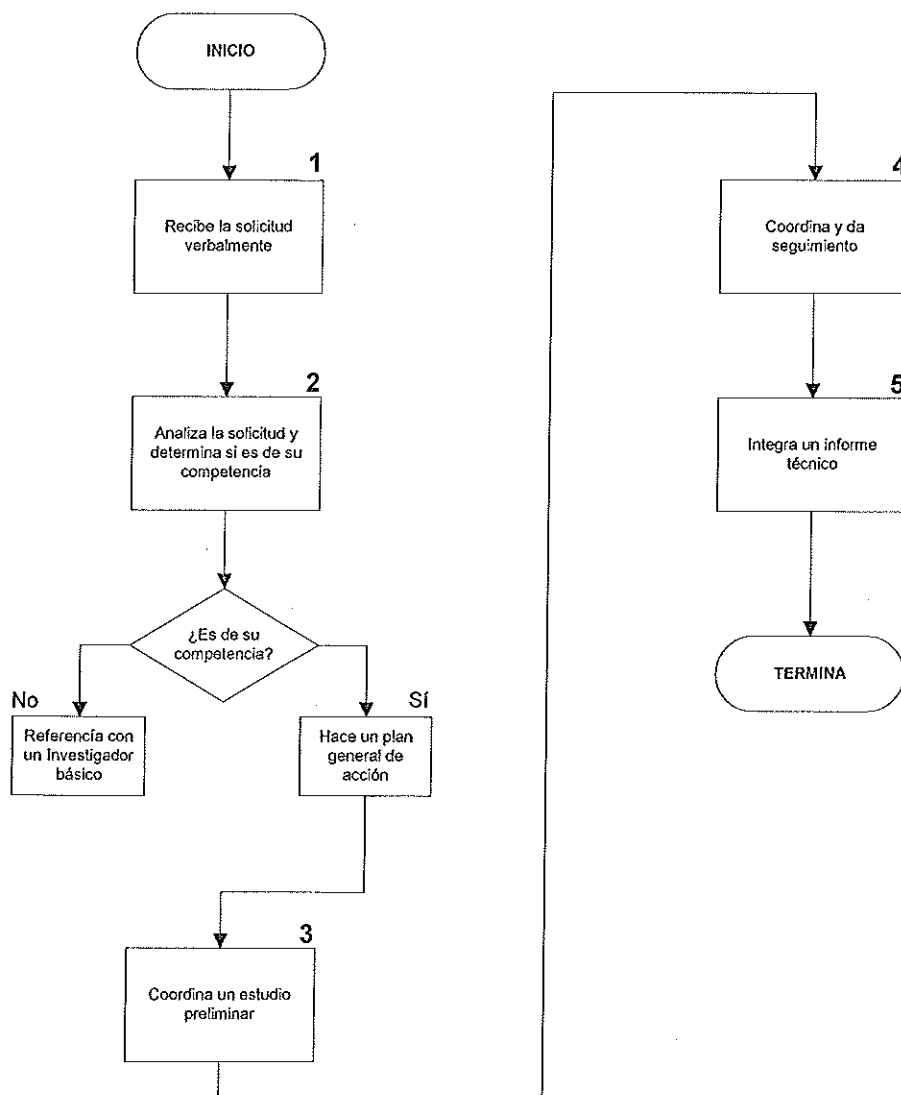 INICIO
1
Recibe la solicitud
verbalmente
2
Analiza la solicitud y
determina si es de su
competencia
¿Es de su
competencia?
No
Referencía con
un Investigador
básico
Sí
Hace un plan
general de
acción
3
Coordina un estudio
preliminar
4
Coordina y da
seguimiento
5
Integra un informe
técnico
TERMINA